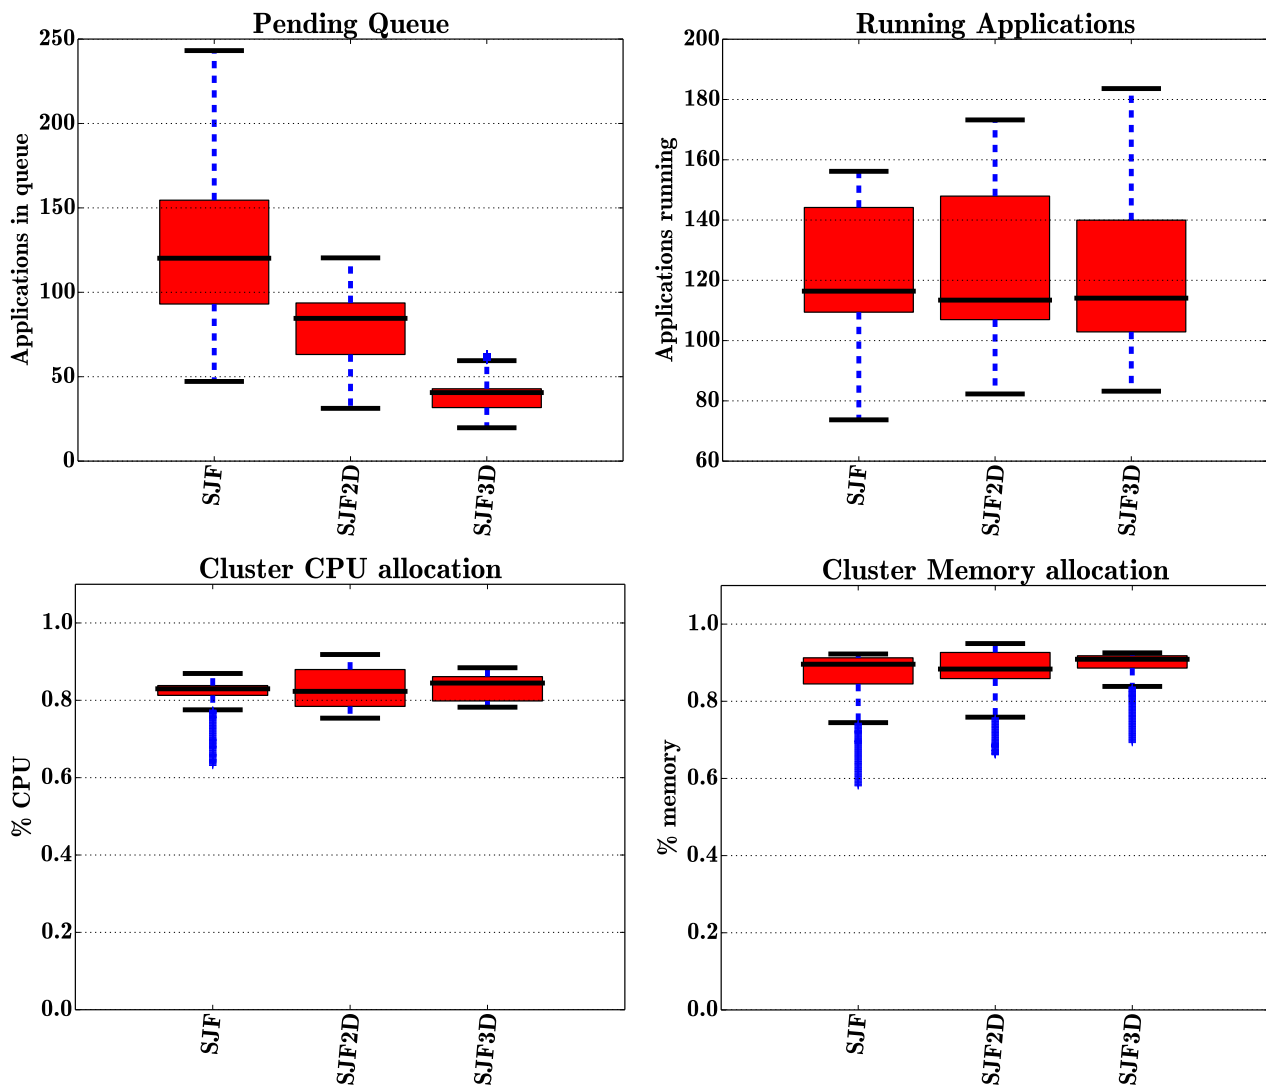 Pending Queue
Applications in queue
250
200
150
100
50
0
SJF
SJF2D
SJF3D
Running Applications
Applications running
200
180
160
140
120
100
80
60
SJF
SJF2D
SJF3D
Cluster CPU allocation
% CPU
1.0
0.8
0.6
0.4
0.2
0.0
SJF
SJF2D
SJF3D
Cluster Memory allocation
% memory
1.0
0.8
0.6
0.4
0.2
0.0
SJF
SJF2D
SJF3D